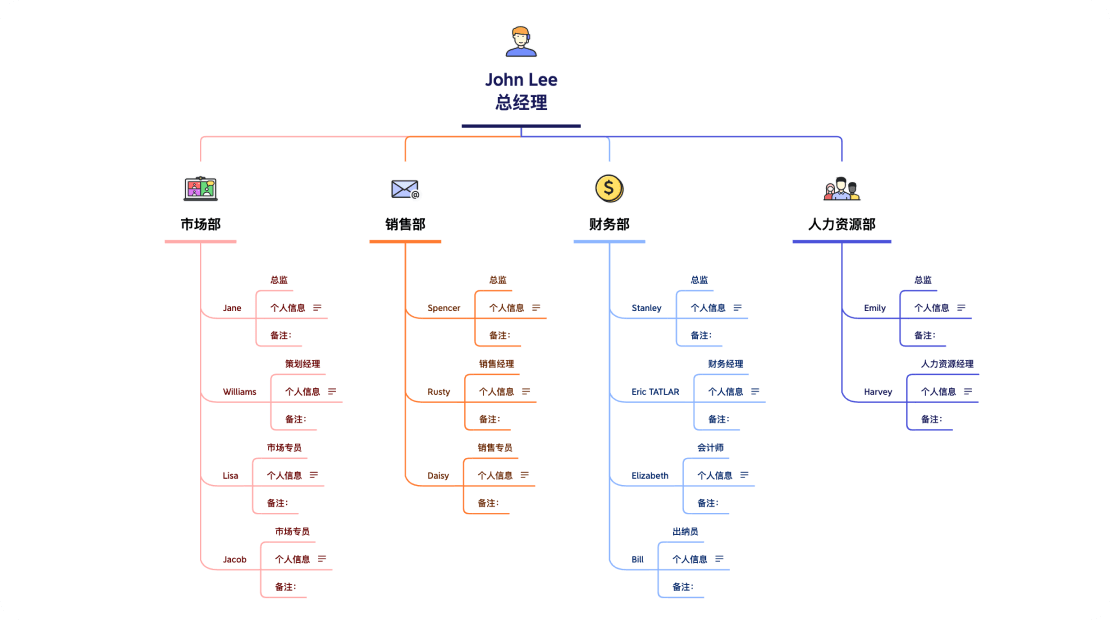 John Lee
总经理
市场部
销售部
财务部
人力资源部
总监
Jane
个人信息
备注:
策划经理
Williams
个人信息
备注:
市场专员
Lisa
个人信息
备注:
市场专员
Jacob
个人信息
备注:
总监
Spencer
个人信息
备注:
销售经理
Rusty
个人信息
备注:
销售专员
Daisy
个人信息
备注:
总监
Stanley
个人信息
备注:
财务经理
Eric TATLAR
个人信息
备注:
会计师
Elizabeth
个人信息
备注:
出纳员
Bill
个人信息
备注:
总监
Emily
个人信息
备注:
人力资源经理
Harvey
个人信息
备注: